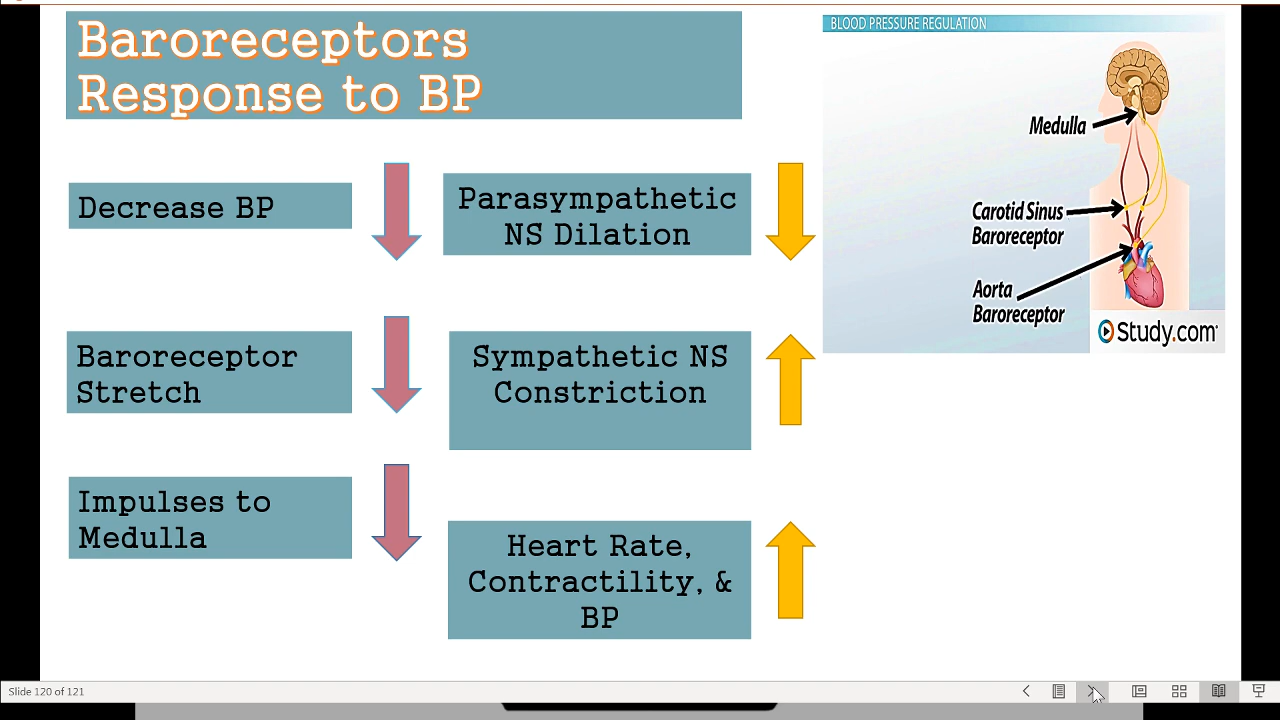 Baroreceptors
Response to BP
Decrease BP
Baroreceptor
Stretch
Impulses to
Medulla
Parasympathetic
NS Dilation
Sympathetic NS
Constriction
Heart Rate,
Contractility, &
BP
BLOOD PRESSURE REGULATION
Medulla
Carotid Sinus
Baroreceptor
Aorta
Baroreceptor
Study.com
Slide 120 of 121